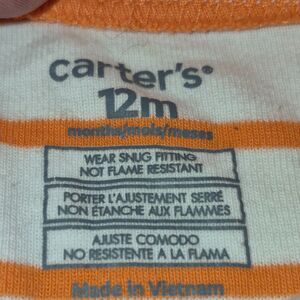 carter's®
12m
months/mois/meses
WEAR SNUG FITTING
NOT FLAME RESISTANT
PORTER L'AJUSTEMENT SERRÉ
NON ÉTANCHE AUX FLAMMES
AJUSTE COMODO
NO RESISTENTE A LA FLAMA
Made in Vietnam